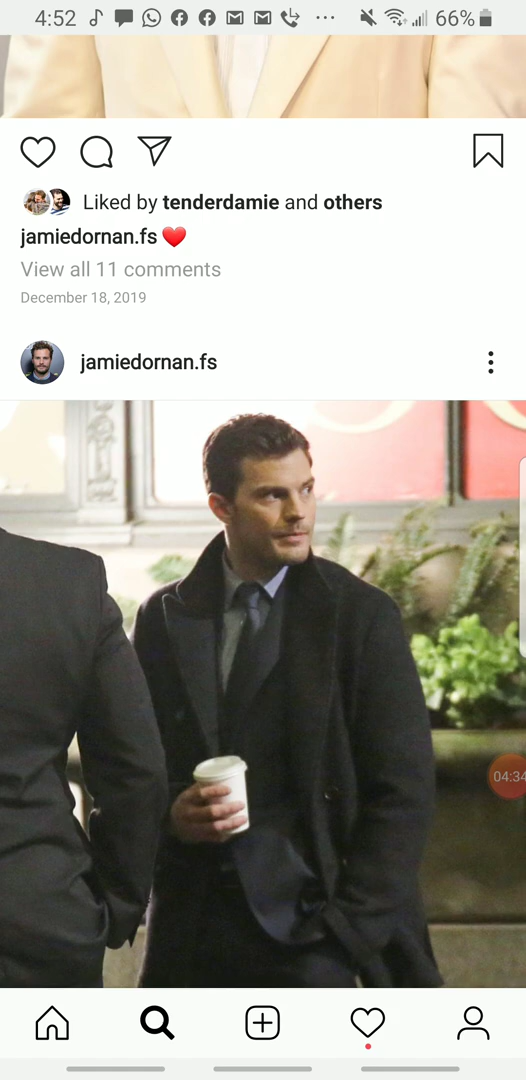 4:52
66%
Liked by tenderdamie and others
jamiedornan.fs ❤️
View all 11 comments
December 18, 2019
jamiedornan.fs
04:34